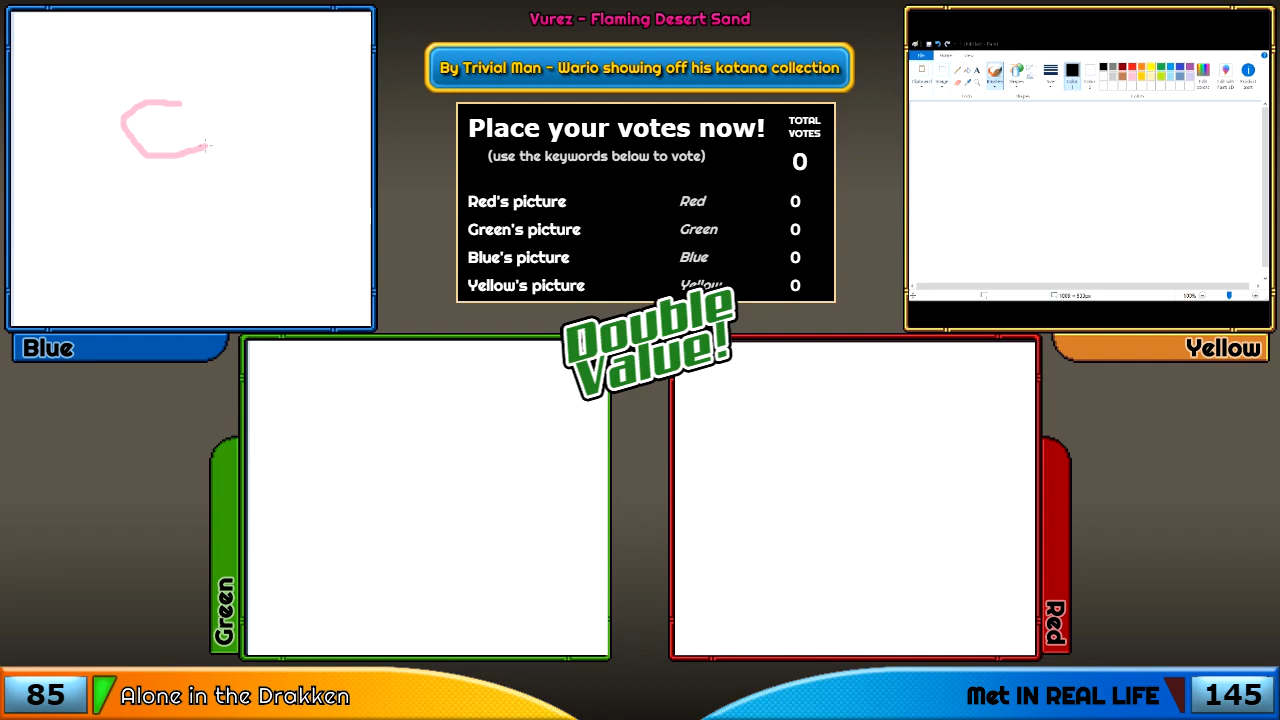 Vurez - Flaming Desert Sand
By Trivial Man - Wario showing off his katana collection
Place your votes now!
TOTAL VOTES
(use the keywords below to vote)
0
Red's picture Red 0
Green's picture Green 0
Blue's picture Blue 0
Yellow's picture Yellow 0
Double Value!
Blue
Yellow
Green
Red
85 Alone in the Drakken
Met IN REAL LIFE 145